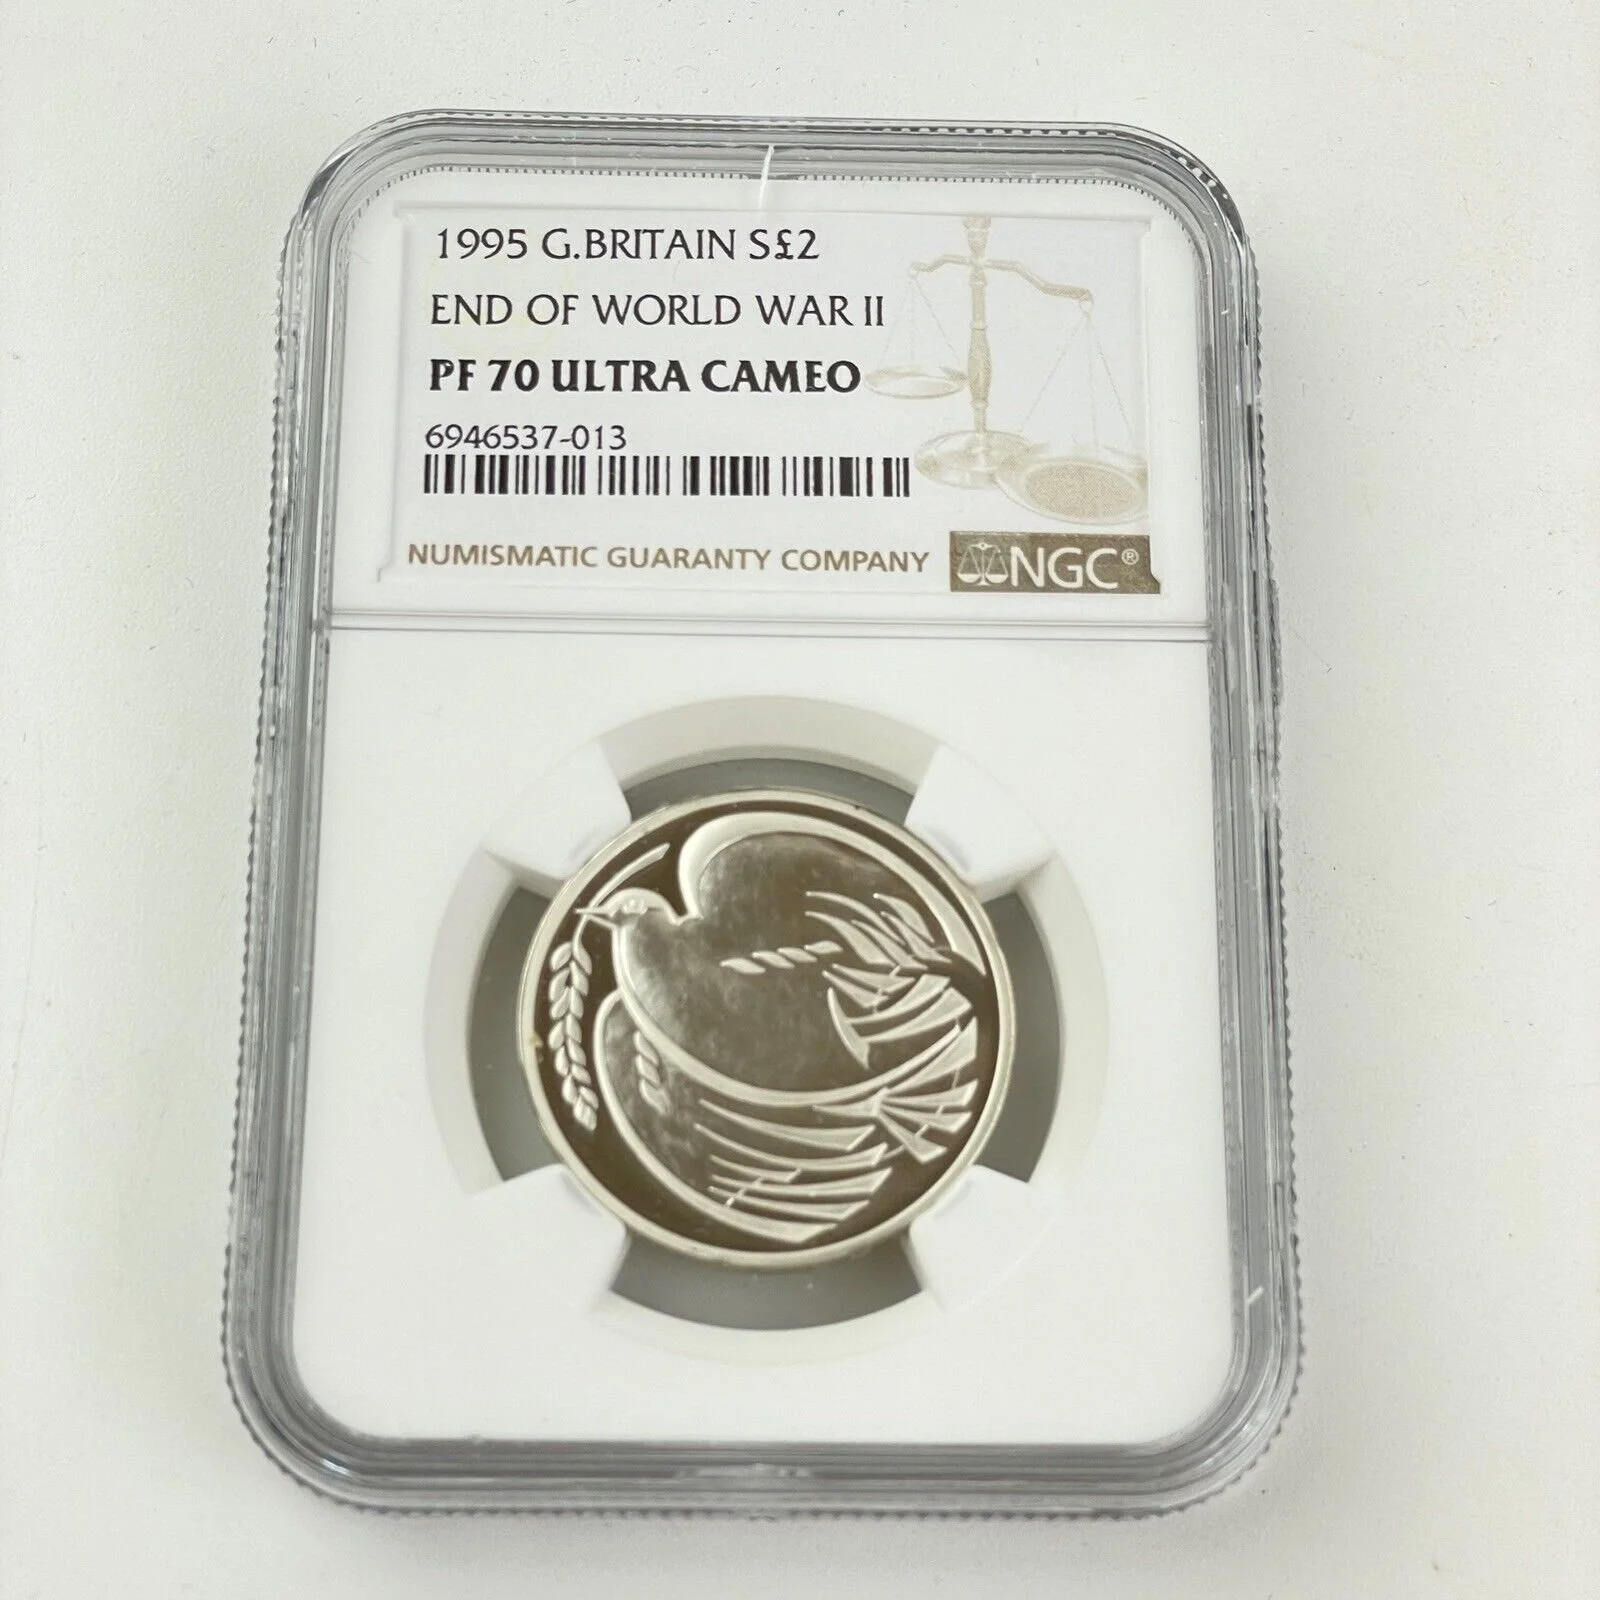 1995 G.BRITAIN S£2
END OF WORLD WAR II
PF 70 ULTRA CAMEO
6946537-013
NUMISMATIC GUARANTY COMPANY NGC®